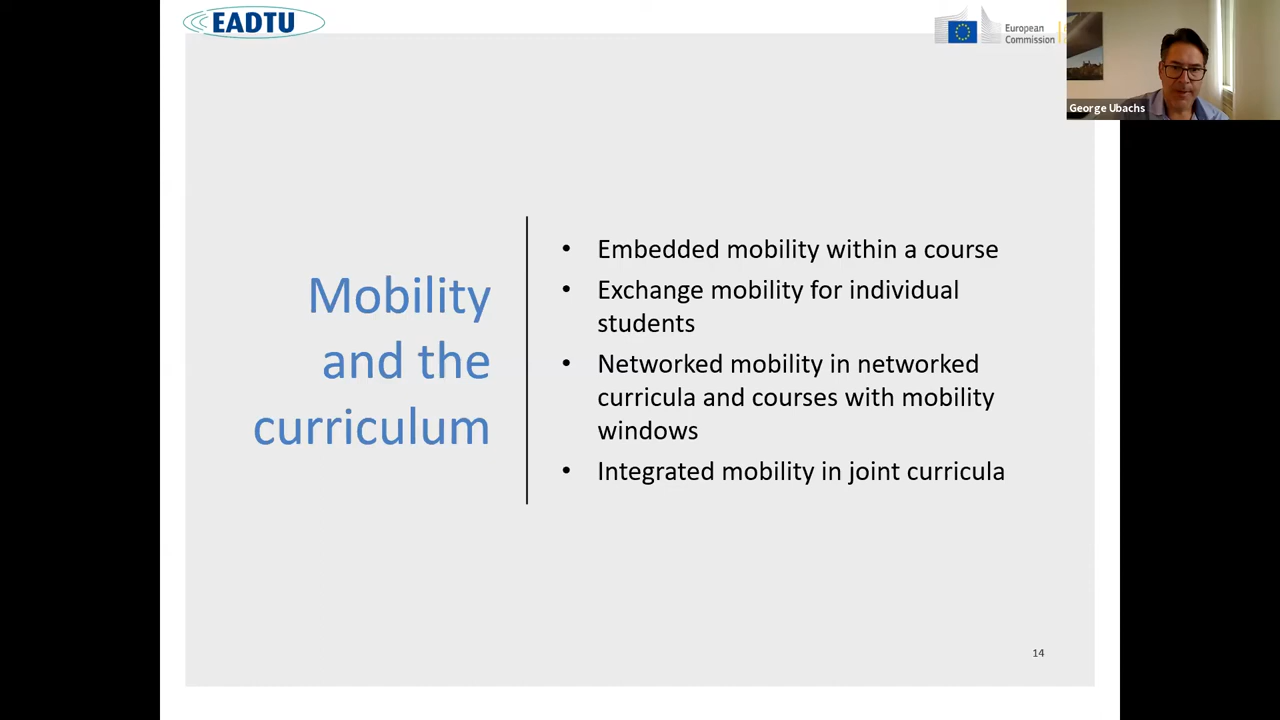 EADTU
European
Commission
George Ubachs
Mobility
and the
curriculum
• Embedded mobility within a course
• Exchange mobility for individual
students
• Networked mobility in networked
curricula and courses with mobility
windows
• Integrated mobility in joint curricula
14